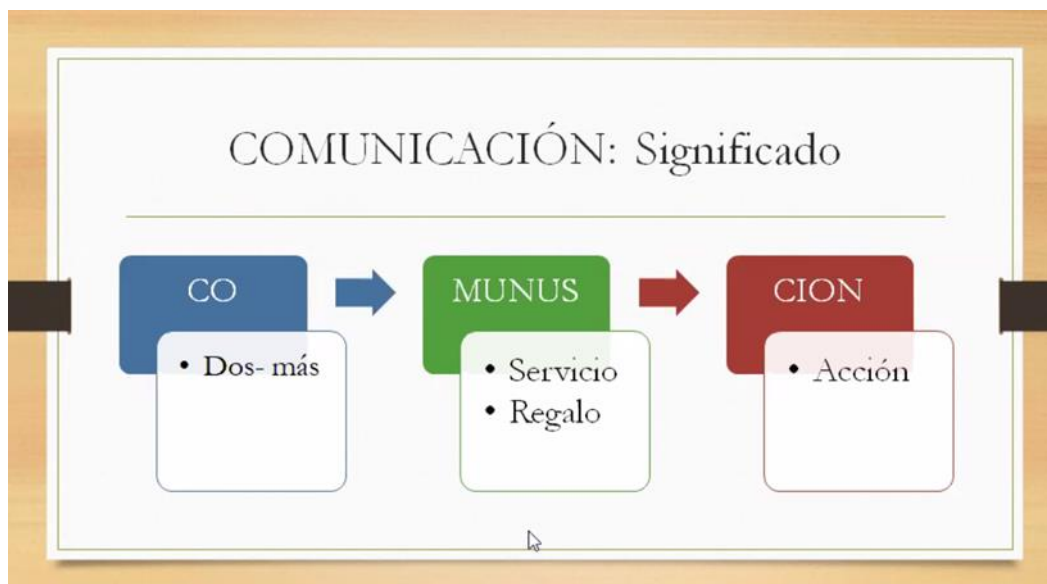 COMUNICACIÓN: Significado
CO
• Dos- más
MUNUS
• Servicio
• Regalo
CION
• Acción